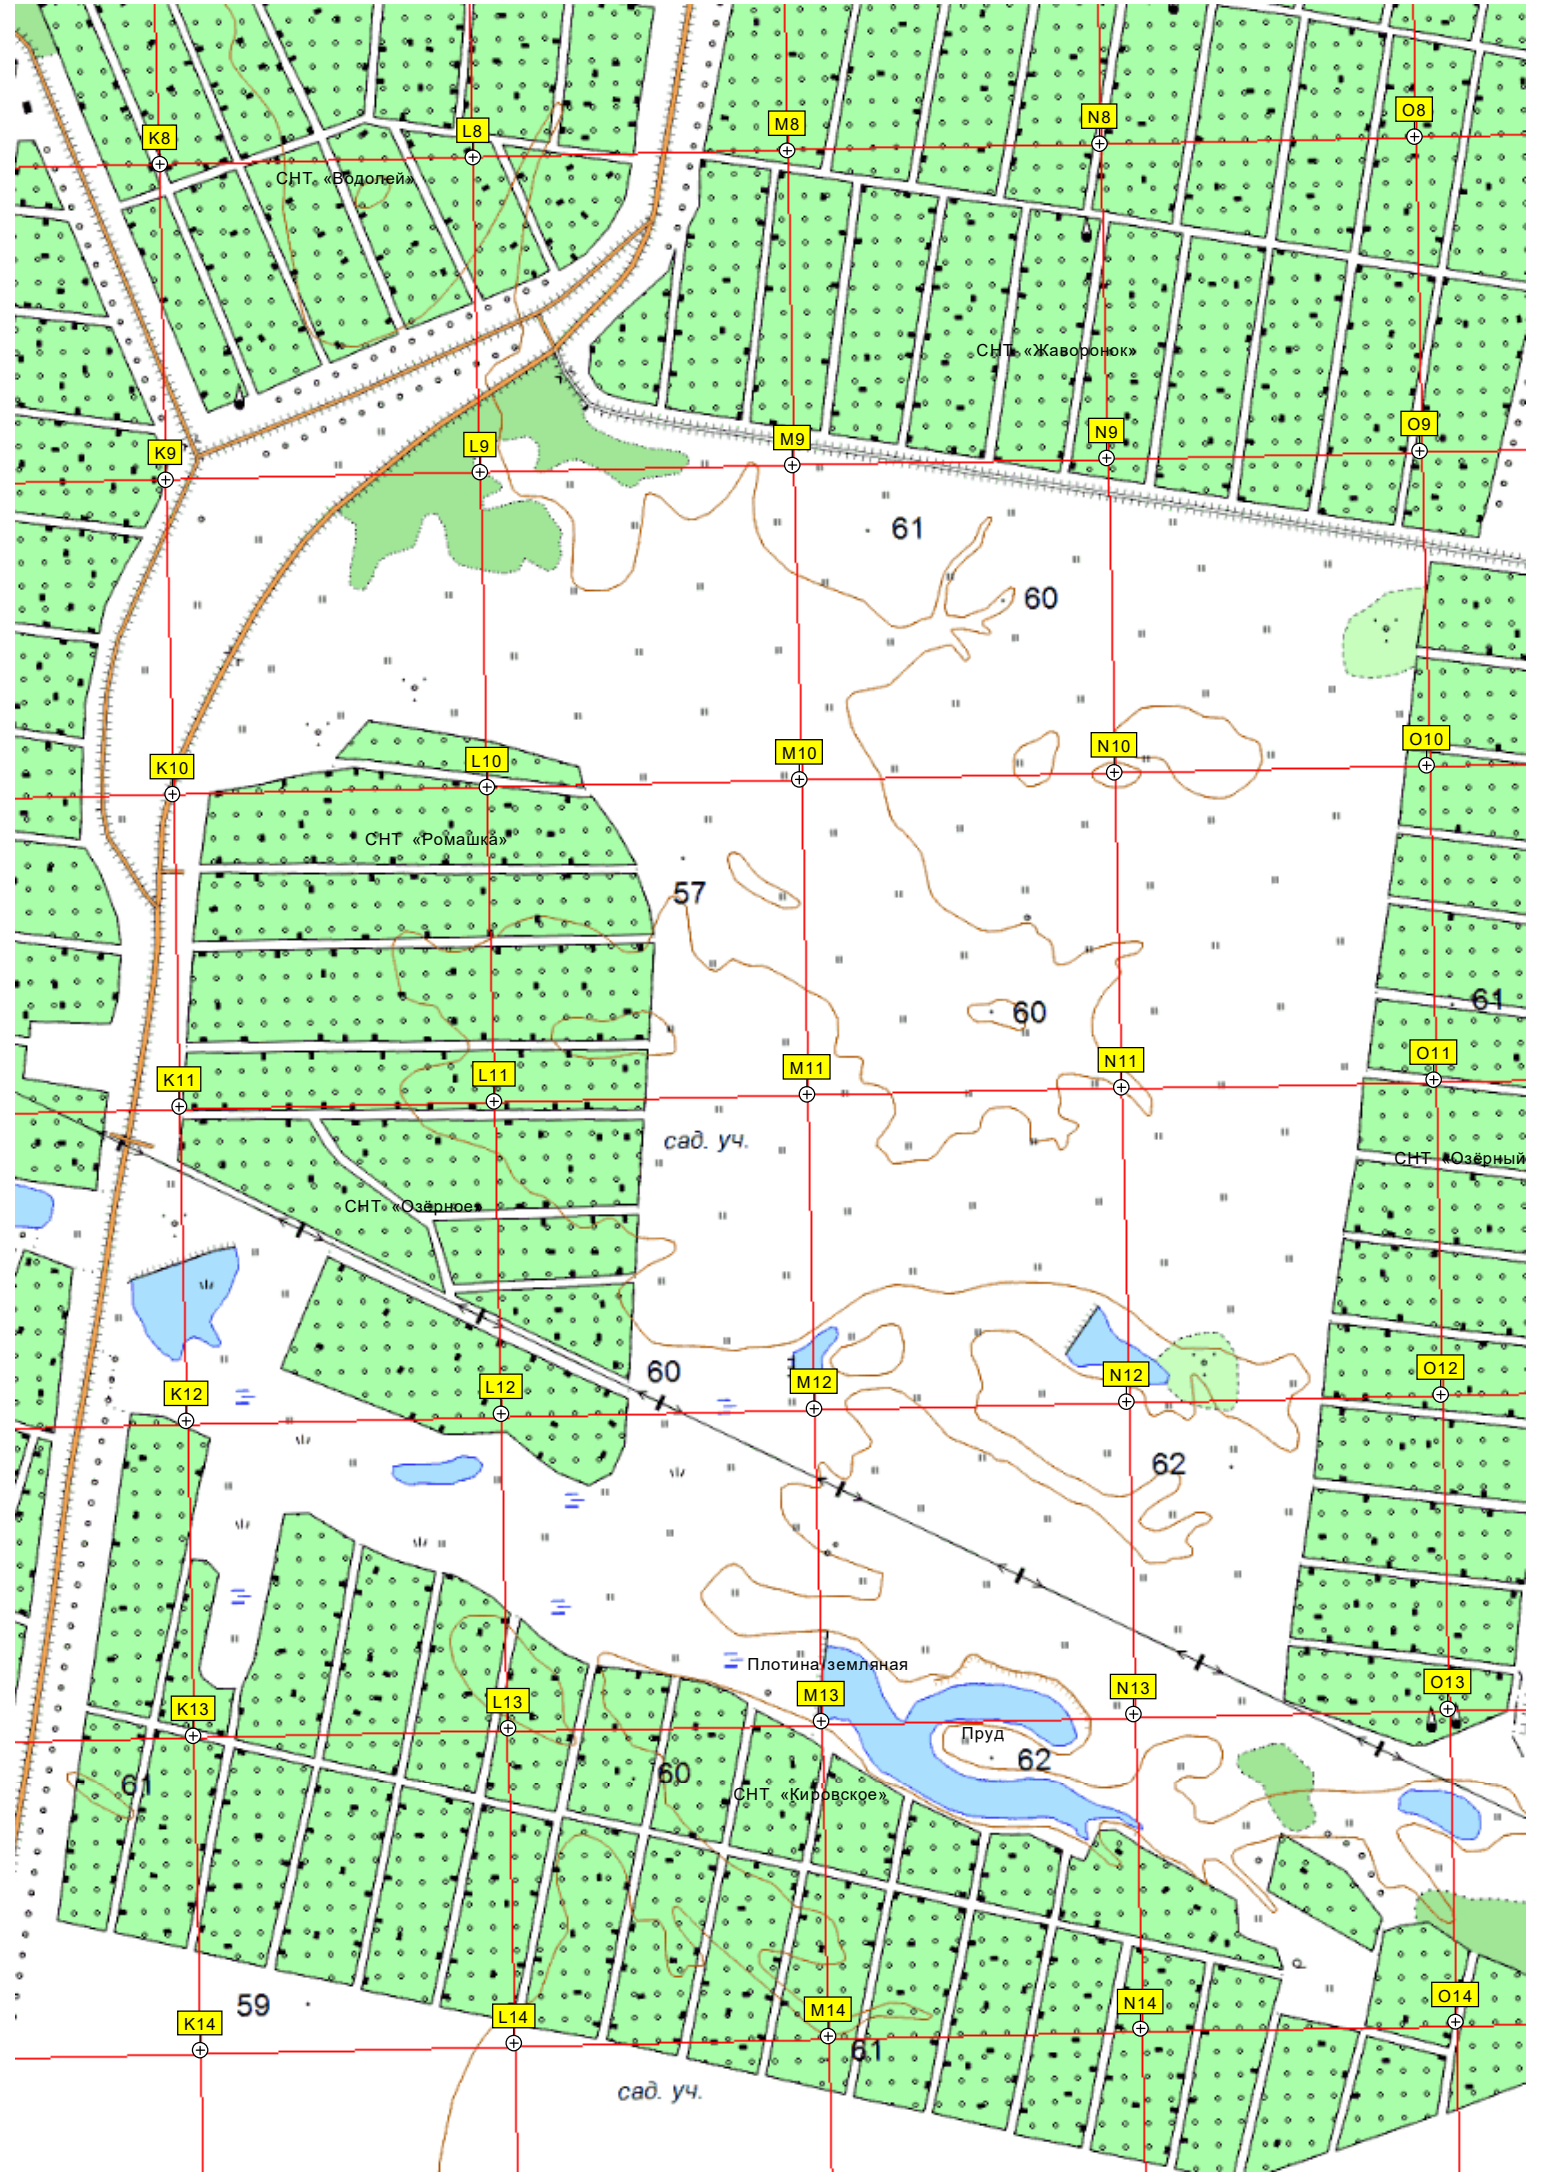 K8
L8
M8
N8
O8
СНТ «Водолей»
СНТ «Жаворонок»
K9
L9
M9
N9
O9
61
60
K10
L10
M10
N10
O10
СНТ «Ромашка»
57
60
61
K11
L11
M11
N11
O11
сад. уч.
СНТ «Озёрный
СНТ «Озёрное»
60
K12
L12
M12
N12
O12
62
Плотина земляная
K13
L13
M13
N13
O13
Пруд
62
61
60
СНТ «Кировское»
59
K14
L14
M14
N14
O14
61
сад. уч.